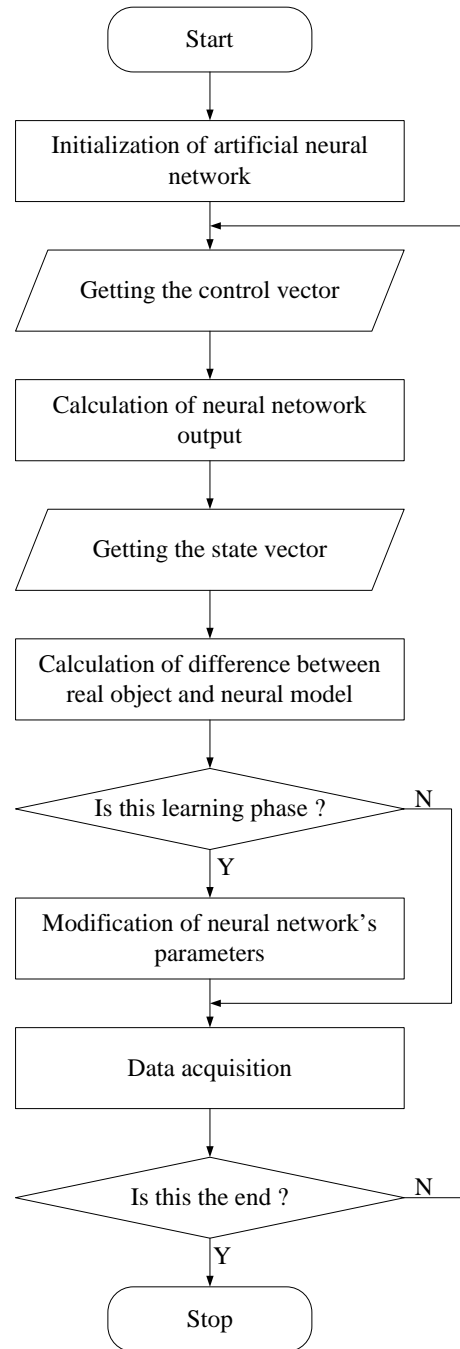 Start
Initialization of artificial neural
network
Getting the control vector
Calculation of neural netowork
output
Getting the state vector
Calculation of difference between
real object and neural model
Is this learning phase ?
N
Y
Modification of neural network’s
parameters
Data acquisition
Is this the end ?
N
Y
Stop